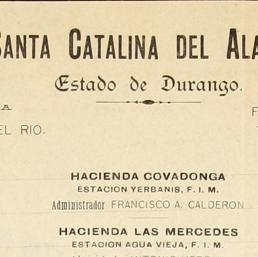 SANTA CATALINA DEL ALA
Estado de Durango.
A
F
EL RIO.
HACIENDA COVADONGA
ESTACION YERBANIS, F. I. M.
Administrador FRANCISCO A. CALDERON
HACIENDA LAS MERCEDES
ESTACION AGUA VIEJA, F. I. M.